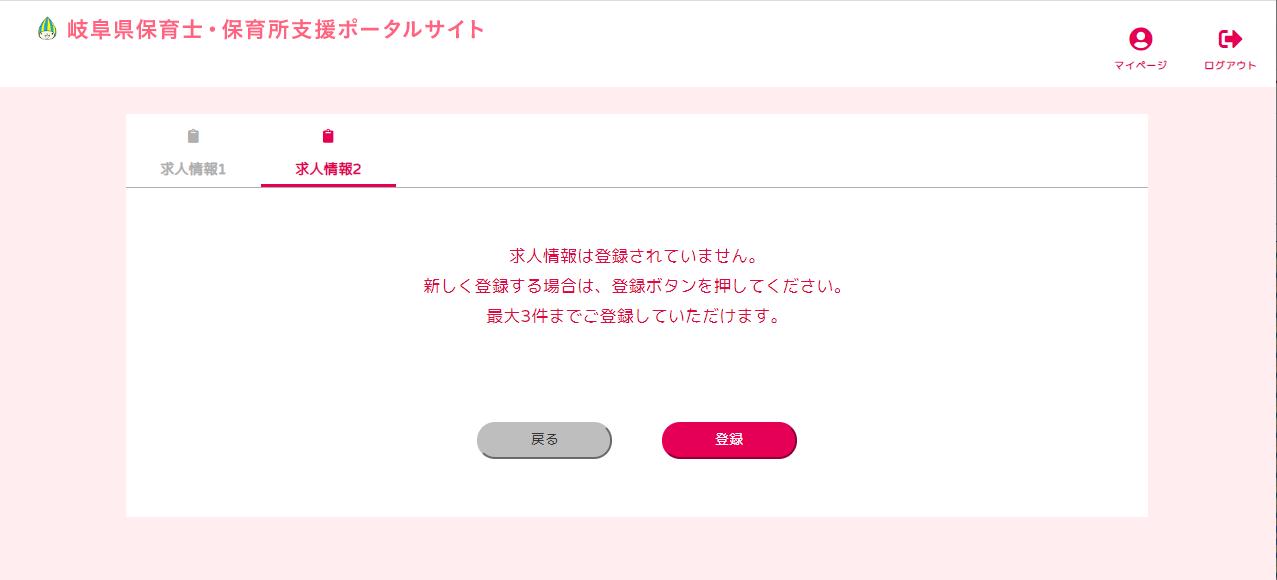 岐阜県保育士・保育所支援ポータルサイト
マイページ
ログアウト
求人情報1
求人情報2
求人情報は登録されていません。
新しく登録する場合は、登録ボタンを押してください。
最大3件までご登録していただけます。
戻る
登録